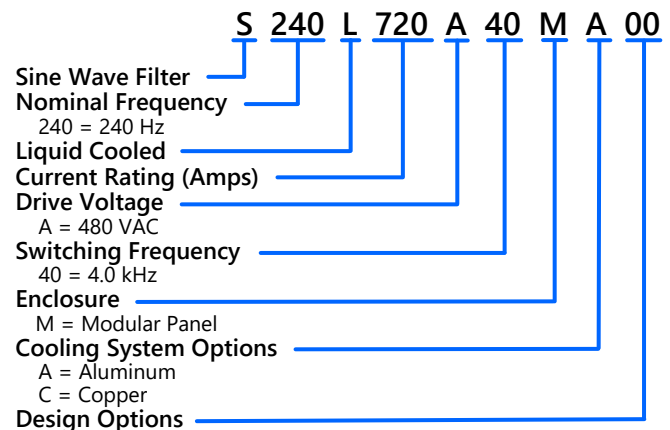 S 240 L 720 A 40 M A 00
Sine Wave Filter
Nominal Frequency
240 = 240 Hz
Liquid Cooled
Current Rating (Amps)
Drive Voltage
A = 480 VAC
Switching Frequency
40 = 4.0 kHz
Enclosure
M = Modular Panel
Cooling System Options
A = Aluminum
C = Copper
Design Options